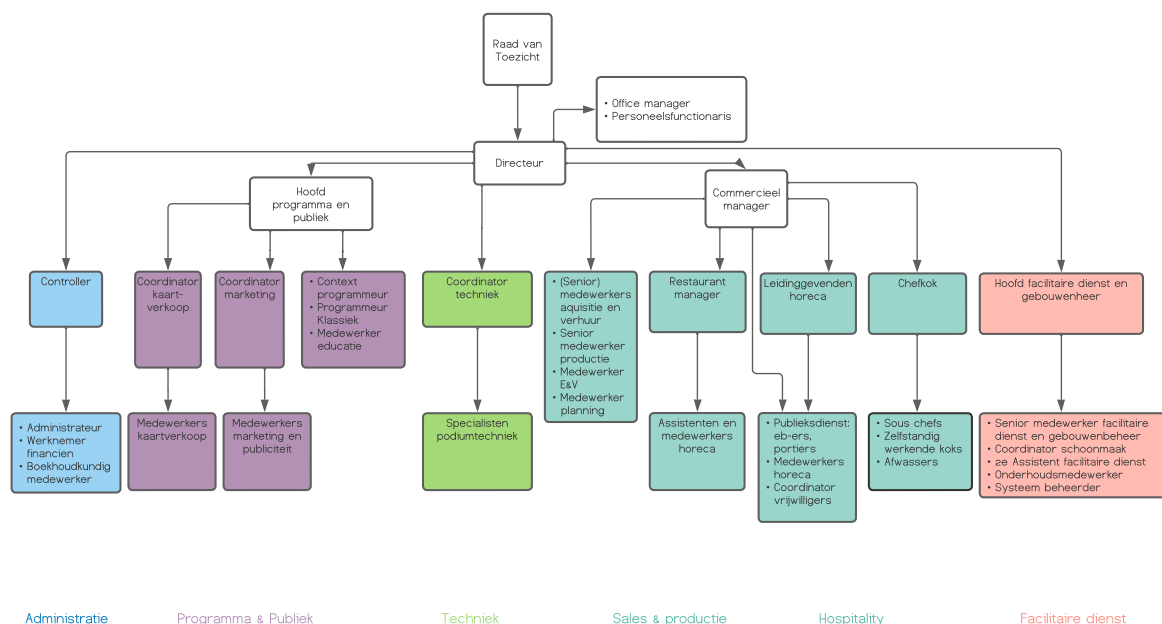 Raad van
Toezicht
• Office manager
• Personeelsfunctionaris
Directeur
Hoofd
programma en
publiek
Commercieel
manager
Controller
Coordinator
kaart-
verkoop
Coordinator
marketing
• Context
programmeur
• Programmeur
Klassiek
• Medewerker
educatie
Coordinator
techniek
• (Senior)
medewerkers
aquisitie en
verhuur
• Senior
medewerker
productie
• Medewerker
E&V
• Medewerker
planning
Restaurant
manager
Leidinggevenden
horeca
Chefkok
Hoofd facilitaire dienst en
gebouwenheer
• Administrateur
• Werknemer
financien
• Boekhoudkundig
medewerker
Medewerkers
kaartverkoop
Medewerkers
marketing en
publiciteit
Specialisten
podiumtechniek
Assistenten en
medewerkers
horeca
• Publieksdienst:
eb-ers,
portiers
• Medewerkers
horeca
• Coordinator
vrijwilligers
• Sous chefs
• Zelfstandig
werkende koks
• Afwassers
• Senior medewerker facilitaire
dienst en gebouwenbeheer
• Coordinator schoonmaak
• 2e Assistent facilitaire dienst
• Onderhoudsmedewerker
• Systeem beheerder
Administratie
Programma & Publiek
Techniek
Sales & productie
Hospitality
Facilitaire dienst